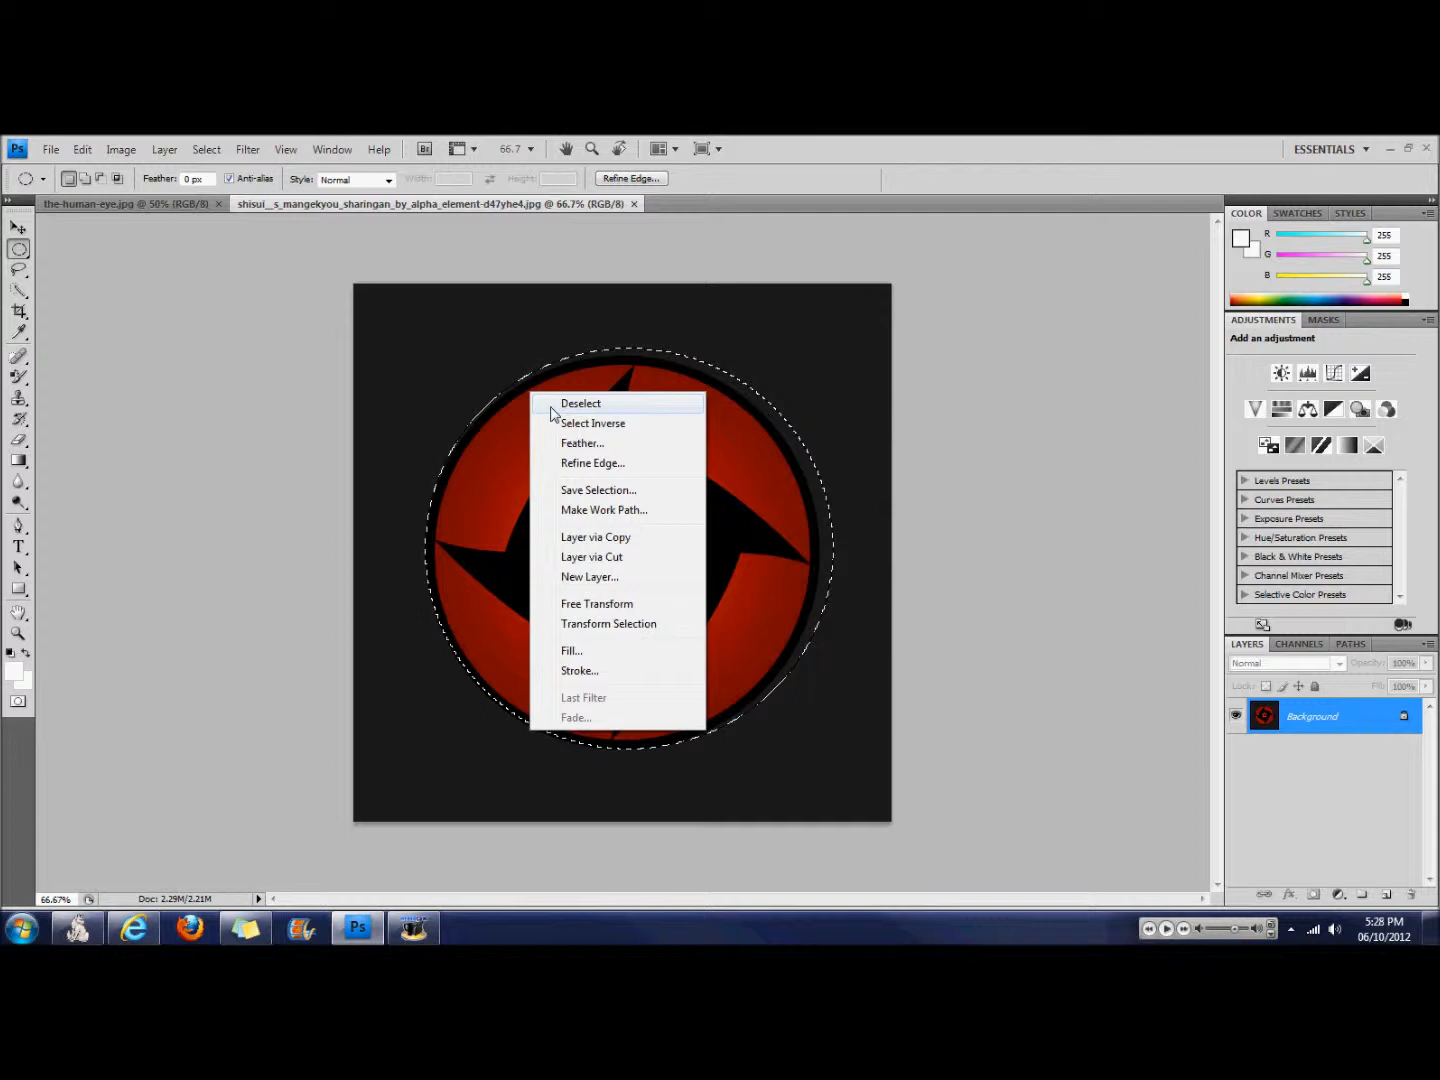 Ps File Edit Image Layer Select Filter View Window Help Br 66.7 ESSENTIALS
Feather: 0 px Anti-alias Style: Normal Width: Height: Refine Edge...
the-human-eye.jpg @ 50% (RGB/8) shisui__s_mangekyou_sharingan_by_alpha_element-d47yhe4.jpg @ 66.7% (RGB/8)
COLOR SWATCHES STYLES
R 255
G 255
B 255
ADJUSTMENTS MASKS
Add an adjustment
Levels Presets
Curves Presets
Exposure Presets
Hue/Saturation Presets
Black & White Presets
Channel Mixer Presets
Selective Color Presets
LAYERS CHANNELS PATHS
Normal Opacity: 100%
Lock: Fill: 100%
Background
Deselect
Select Inverse
Feather...
Refine Edge...
Save Selection...
Make Work Path...
Layer via Copy
Layer via Cut
New Layer...
Free Transform
Transform Selection
Fill...
Stroke...
Last Filter
Fade...
T
66.67% Doc: 2.29M/2.21M
Ps
5:28 PM
06/10/2012